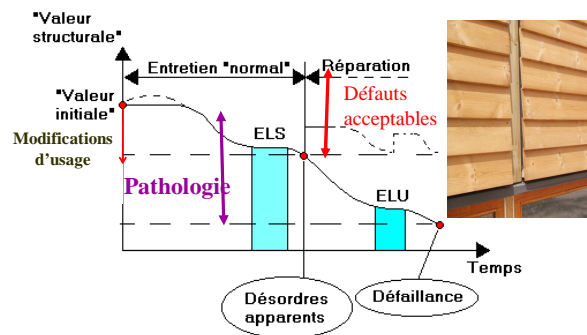 "Valeur
structurale"
Entretien "normal"
Réparation
"Valeur
initiale"
Modifications
d'usage
Défauts
acceptables
ELS
Pathologie
ELU
Temps
Désordres
apparents
Défaillance